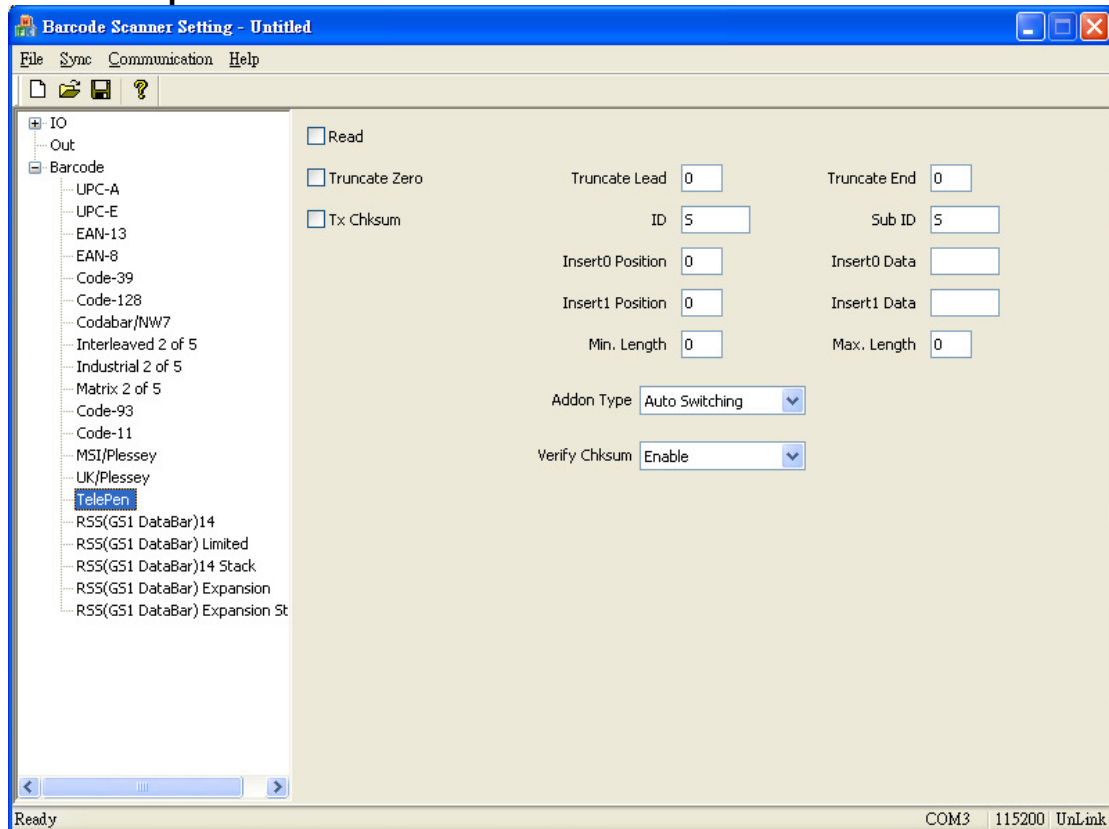 Barcode Scanner Setting - Untitled
File Sync Communication Help
IO
Out
Barcode
UPC-A
UPC-E
EAN-13
EAN-8
Code-39
Code-128
Codabar/NW7
Interleaved 2 of 5
Industrial 2 of 5
Matrix 2 of 5
Code-93
Code-11
MSI/Plessey
UK/Plessey
TelePen
RSS(GS1 DataBar)14
RSS(GS1 DataBar) Limited
RSS(GS1 DataBar)14 Stack
RSS(GS1 DataBar) Expansion
RSS(GS1 DataBar) Expansion St
Read
Truncate Zero Truncate Lead 0 Truncate End 0
Tx Chksum ID S Sub ID S
Insert0 Position 0 Insert0 Data
Insert1 Position 0 Insert1 Data
Min. Length 0 Max. Length 0
Addon Type Auto Switching
Verify Chksum Enable
Ready COM3 115200 UnLink